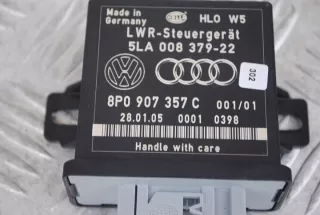 Made in
Germany
HLO W5
LWR-Steuergerät
5LA 008 379-22
302
8P0 907 357 C 001/01
28.01.05 0001 0398
Handle with care